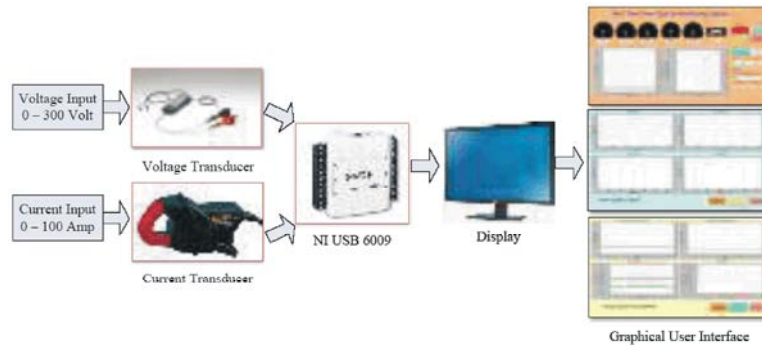 Voltage Input
0 – 300 Volt
Voltage Transducer
Current Input
0 – 100 Amp
Current Transducer
NI USB 6009
Display
Graphical User Interface